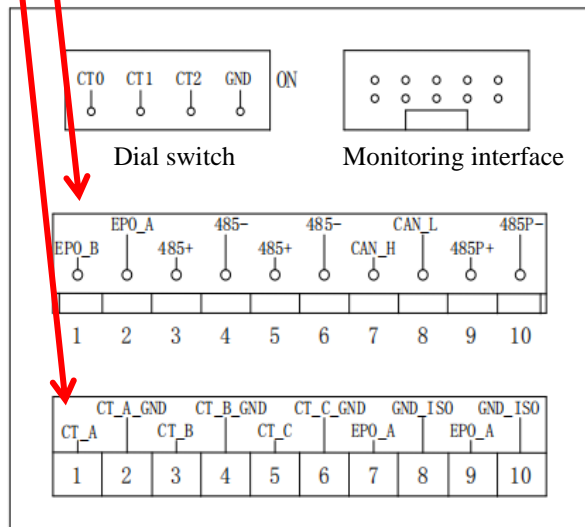 CT0 CT1 CT2 GND ON
Dial switch Monitoring interface
EPO_A 485- 485- CAN_L 485P-
EPO_B 485+ 485+ CAN_H 485P+
1 2 3 4 5 6 7 8 9 10
CT_A_GND CT_B_GND CT_C_GND GND_ISO GND_ISO
CT_A CT_B CT_C EPO_A EPO_A
1 2 3 4 5 6 7 8 9 10